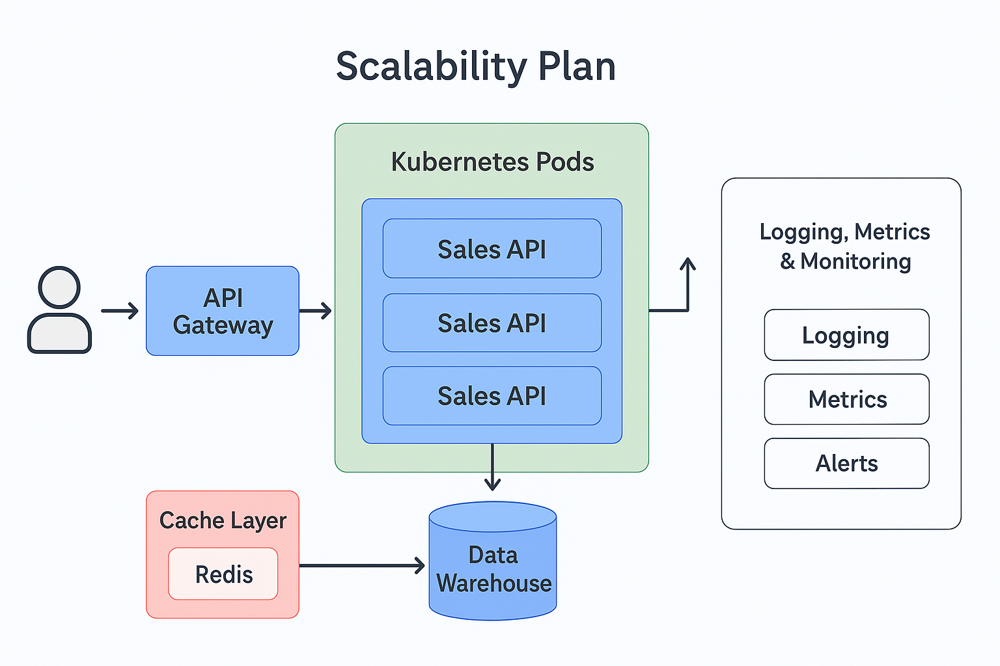 Scalability Plan
Kubernetes Pods
Sales API
Sales API
Sales API
API
Gateway
Logging, Metrics
& Monitoring
Logging
Metrics
Alerts
Cache Layer
Redis
Data
Warehouse